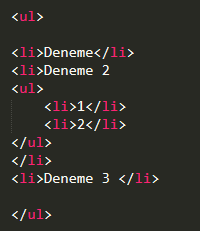 <ul>
<li>Deneme</li>
<li>Deneme 2
<ul>
<li>1</li>
<li>2</li>
</ul>
</li>
<li>Deneme 3 </li>
</ul>